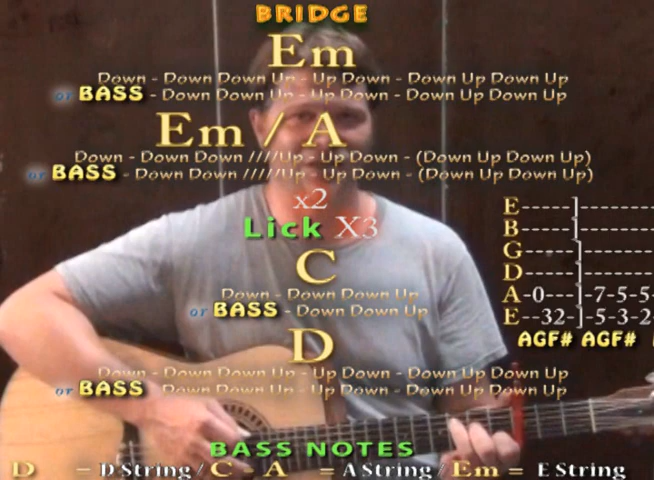 BRIDGE
Em
Down - Down Down Up - Up Down - Down Up Down Up
or BASS - Down Down Up - Up Down - Down Up Down Up
Em / A
Down - Down Down ////Up - Up Down - (Down Up Down Up)
or BASS - Down Down /////Up - Up Down - (Down Up Down Up)
x2
Lick X3
C
Down - Down Down Up
or BASS - Down Down Up
D
Down - Down Down Up - Up Down - Down Up Down Up
or BASS - Down Down Up - Up Down - Down Up Down Up
E------]------
B------]------
G------]------
D------]------
A-0---]-7-5-5-
E--32-]-5-3-2-
AGF# AGF#
BASS NOTES
D = D String / C - A = A String / Em = E String